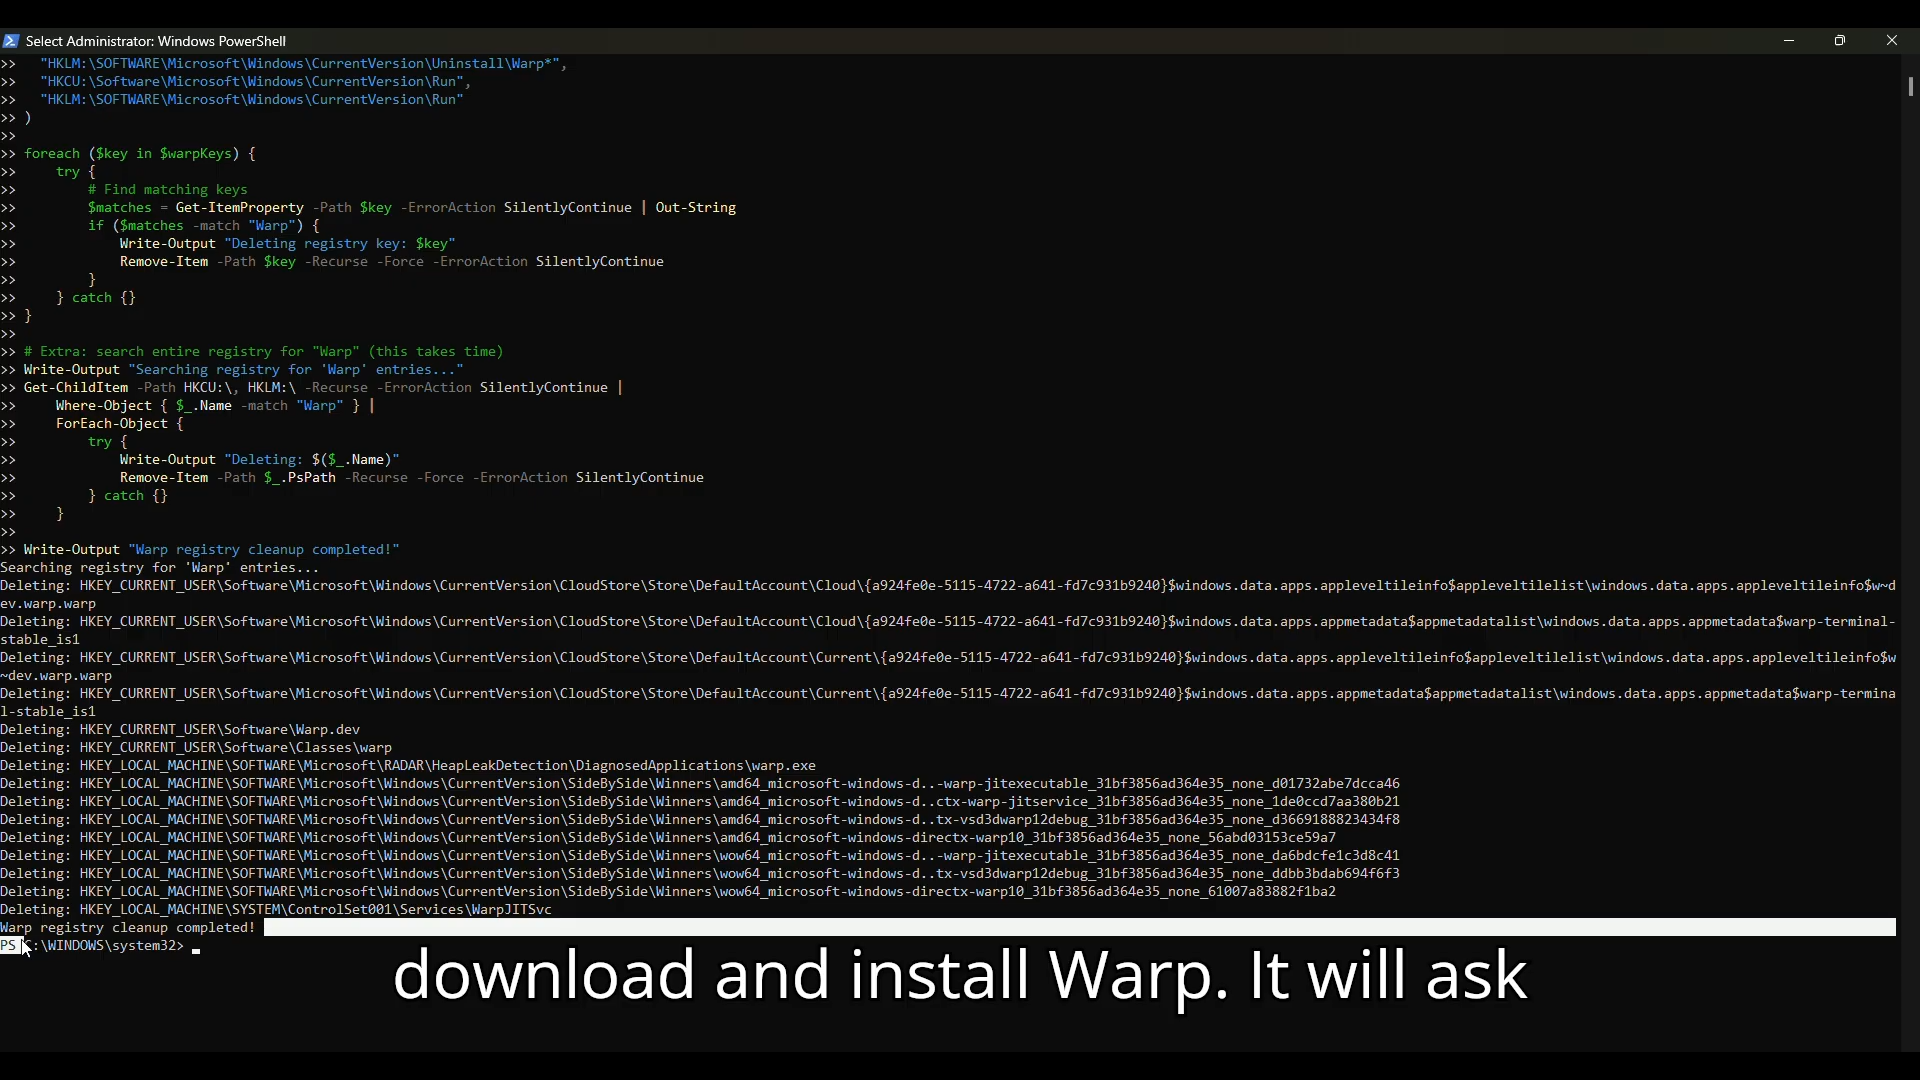 Select Administrator: Windows PowerShell
>>   "HKLM:\SOFTWARE\Microsoft\Windows\CurrentVersion\Uninstall\Warp*",
>>   "HKCU:\Software\Microsoft\Windows\CurrentVersion\Run",
>>   "HKLM:\SOFTWARE\Microsoft\Windows\CurrentVersion\Run"
>> )
>>
>> foreach ($key in $warpKeys) {
>>     try {
>>         # Find matching keys
>>         $matches = Get-ItemProperty -Path $key -ErrorAction SilentlyContinue | Out-String
>>         if ($matches -match "Warp") {
>>             Write-Output "Deleting registry key: $key"
>>             Remove-Item -Path $key -Recurse -Force -ErrorAction SilentlyContinue
>>         }
>>     } catch {}
>> }
>>
>> # Extra: search entire registry for "Warp" (this takes time)
>> Write-Output "Searching registry for 'Warp' entries..."
>> Get-ChildItem -Path HKCU:\, HKLM:\ -Recurse -ErrorAction SilentlyContinue |
>>     Where-Object { $_.Name -match "Warp" } |
>>     ForEach-Object {
>>         try {
>>             Write-Output "Deleting: $($_.Name)"
>>             Remove-Item -Path $_.PsPath -Recurse -Force -ErrorAction SilentlyContinue
>>         } catch {}
>>     }
>>
>> Write-Output "Warp registry cleanup completed!"
Searching registry for 'Warp' entries...
Deleting: HKEY_CURRENT_USER\Software\Microsoft\Windows\CurrentVersion\CloudStore\Store\DefaultAccount\Cloud\{a924fe0e-5115-4722-a641-fd7c931b9240}$windows.data.apps.appleveltileinfo$appleveltilelist\windows.data.apps.appleveltileinfo$w~d
ev.warp.warp
Deleting: HKEY_CURRENT_USER\Software\Microsoft\Windows\CurrentVersion\CloudStore\Store\DefaultAccount\Cloud\{a924fe0e-5115-4722-a641-fd7c931b9240}$windows.data.apps.appmetadata$appmetadatalist\windows.data.apps.appmetadata$warp-terminal-
stable_is1
Deleting: HKEY_CURRENT_USER\Software\Microsoft\Windows\CurrentVersion\CloudStore\Store\DefaultAccount\Current\{a924fe0e-5115-4722-a641-fd7c931b9240}$windows.data.apps.appleveltileinfo$appleveltilelist\windows.data.apps.appleveltileinfo$w
~dev.warp.warp
Deleting: HKEY_CURRENT_USER\Software\Microsoft\Windows\CurrentVersion\CloudStore\Store\DefaultAccount\Current\{a924fe0e-5115-4722-a641-fd7c931b9240}$windows.data.apps.appmetadata$appmetadatalist\windows.data.apps.appmetadata$warp-termina
l-stable_is1
Deleting: HKEY_CURRENT_USER\Software\Warp.dev
Deleting: HKEY_CURRENT_USER\Software\Classes\warp
Deleting: HKEY_LOCAL_MACHINE\SOFTWARE\Microsoft\RADAR\HeapLeakDetection\DiagnosedApplications\warp.exe
Deleting: HKEY_LOCAL_MACHINE\SOFTWARE\Microsoft\Windows\CurrentVersion\SideBySide\Winners\amd64_microsoft-windows-d..-warp-jitexecutable_31bf3856ad364e35_none_d01732abe7dcca46
Deleting: HKEY_LOCAL_MACHINE\SOFTWARE\Microsoft\Windows\CurrentVersion\SideBySide\Winners\amd64_microsoft-windows-d..ctx-warp-jitservice_31bf3856ad364e35_none_1de0ccd7aa380b21
Deleting: HKEY_LOCAL_MACHINE\SOFTWARE\Microsoft\Windows\CurrentVersion\SideBySide\Winners\amd64_microsoft-windows-d..tx-vsd3dwarp12debug_31bf3856ad364e35_none_d3669188823434f8
Deleting: HKEY_LOCAL_MACHINE\SOFTWARE\Microsoft\Windows\CurrentVersion\SideBySide\Winners\amd64_microsoft-windows-directx-warp10_31bf3856ad364e35_none_56abd03153ce59a7
Deleting: HKEY_LOCAL_MACHINE\SOFTWARE\Microsoft\Windows\CurrentVersion\SideBySide\Winners\wow64_microsoft-windows-d..-warp-jitexecutable_31bf3856ad364e35_none_da6bdcfe1c3d8c41
Deleting: HKEY_LOCAL_MACHINE\SOFTWARE\Microsoft\Windows\CurrentVersion\SideBySide\Winners\wow64_microsoft-windows-d..tx-vsd3dwarp12debug_31bf3856ad364e35_none_ddbb3bdab694f6f3
Deleting: HKEY_LOCAL_MACHINE\SOFTWARE\Microsoft\Windows\CurrentVersion\SideBySide\Winners\wow64_microsoft-windows-directx-warp10_31bf3856ad364e35_none_61007a83882f1ba2
Deleting: HKEY_LOCAL_MACHINE\SYSTEM\ControlSet001\Services\WarpJITSvc
Warp registry cleanup completed!
PS C:\WINDOWS\system32>
download and install Warp. It will ask